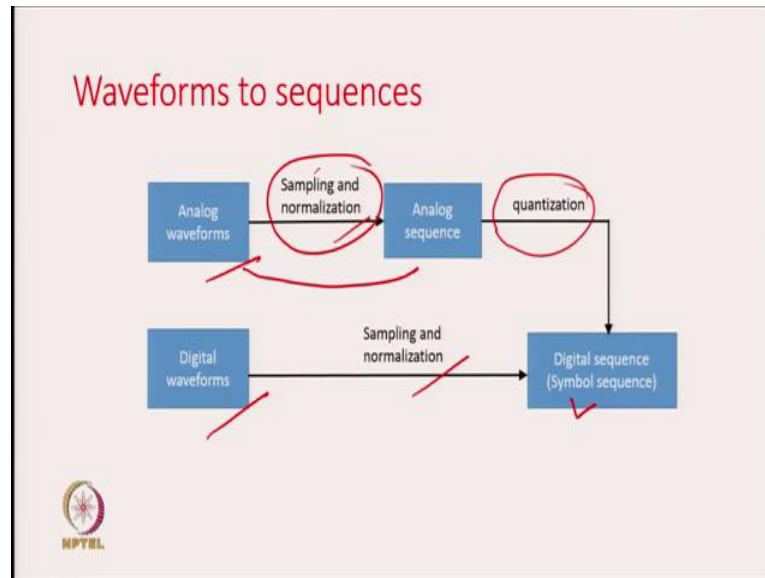 Waveforms to sequences
Sampling and
normalization
Analog
waveforms
Analog
sequence
quantization
Sampling and
normalization
Digital
waveforms
Digital sequence
(Symbol sequence)
NPTEL